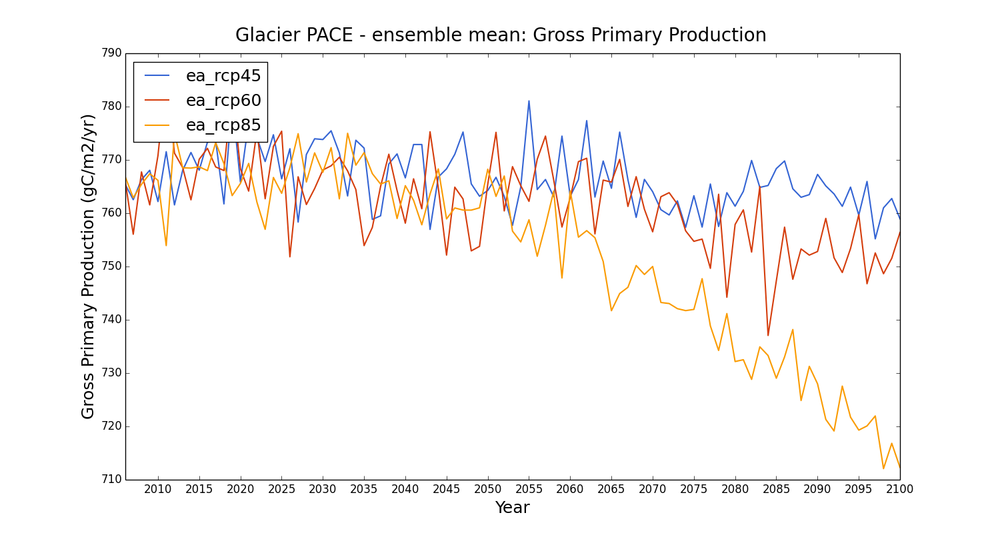 Glacier PACE - ensemble mean: Gross Primary Production
790
780
770
760
750
740
730
720
710
Gross Primary Production (gC/m2/yr)
ea_rcp45
ea_rcp60
ea_rcp85
2010 2015 2020 2025 2030 2035 2040 2045 2050 2055 2060 2065 2070 2075 2080 2085 2090 2095 2100
Year